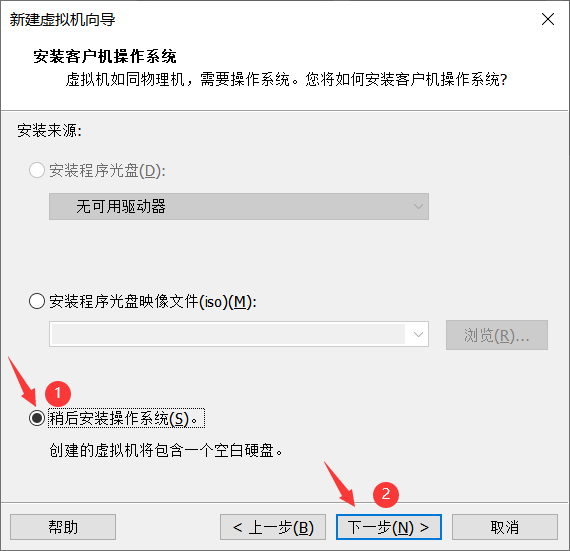 新建虚拟机向导
安装客户机操作系统
虚拟机如同物理机，需要操作系统。您将如何安装客户机操作系统?
安装来源:
安装程序光盘(D):
无可用驱动器
安装程序光盘映像文件(iso)(M):
浏览(R)...
1
稍后安装操作系统(S)。
创建的虚拟机将包含一个空白硬盘。
2
帮助
< 上一步(B)
下一步(N) >
取消